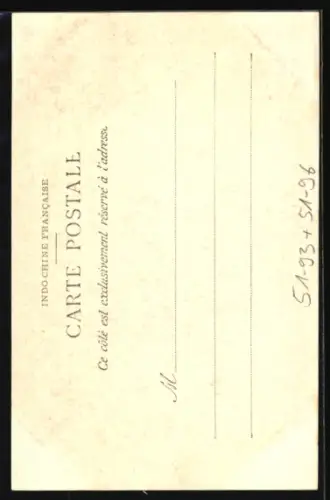 INDO-CHINE FRANÇAISE
CARTE POSTALE
Ce côté est exclusivement réservé à l'adresse.
M
51-93 + 51-96